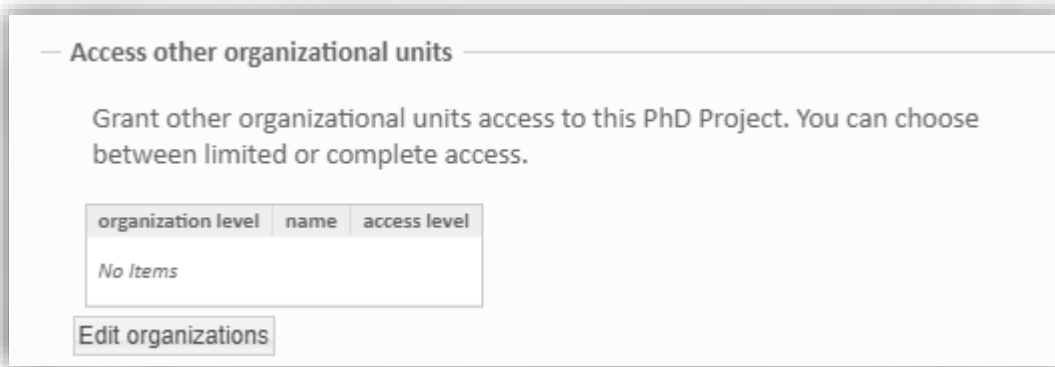 Access other organizational units
Grant other organizational units access to this PhD Project. You can choose
between limited or complete access.
organization level name access level
No Items
Edit organizations